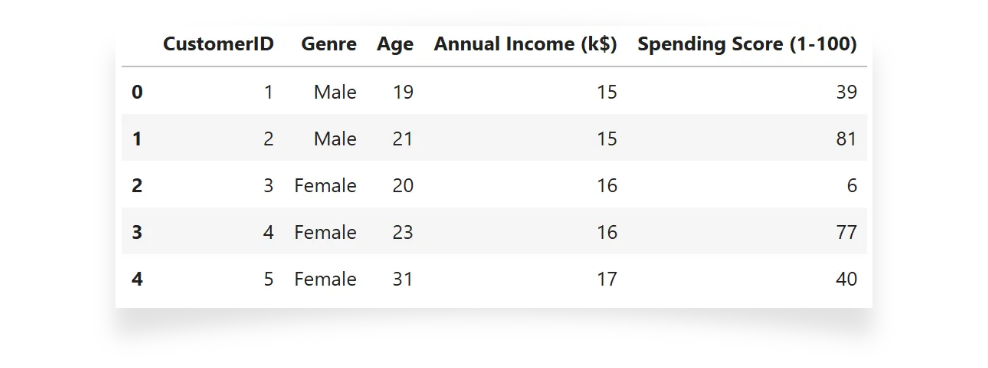 CustomerID Genre Age Annual Income (k$) Spending Score (1-100)
0 1 Male 19 15 39
1 2 Male 21 15 81
2 3 Female 20 16 6
3 4 Female 23 16 77
4 5 Female 31 17 40